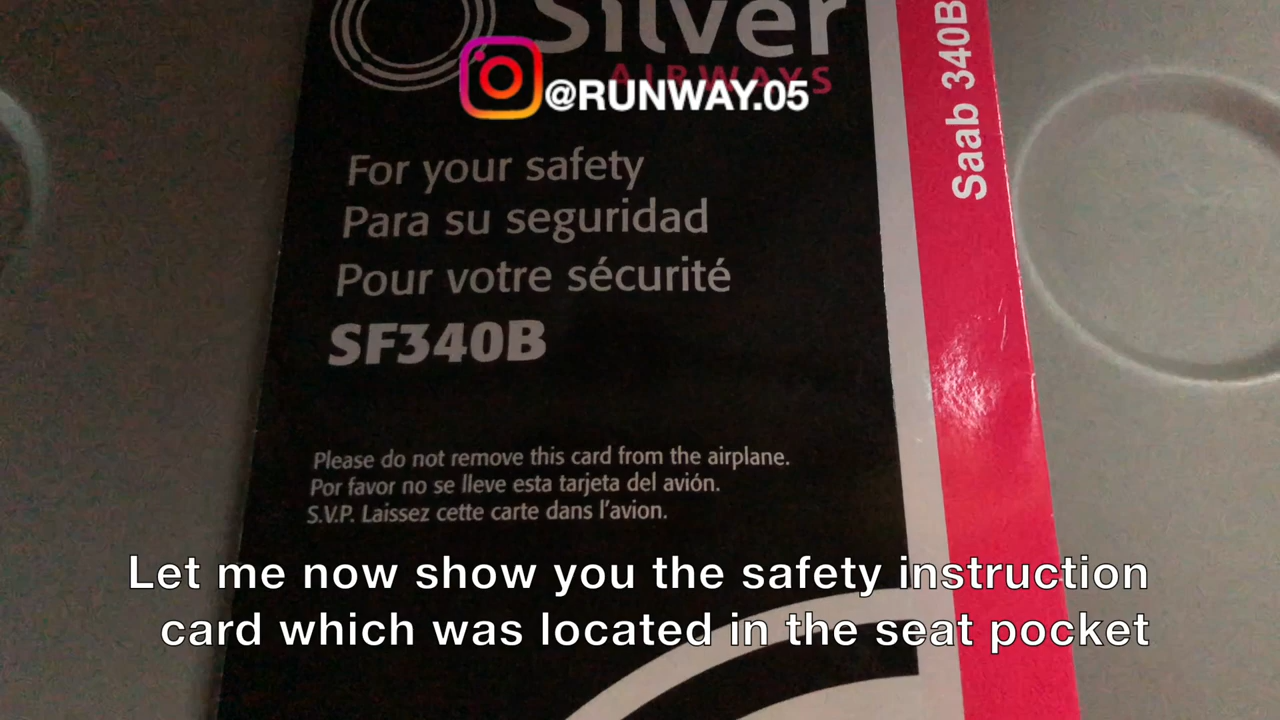 Silver
AIRWAYS
@RUNWAY.05
For your safety
Para su seguridad
Pour votre sécurité
SF340B
Please do not remove this card from the airplane.
Por favor no se lleve esta tarjeta del avión.
S.V.P. Laissez cette carte dans l'avion.
Saab 340B
Let me now show you the safety instruction
card which was located in the seat pocket